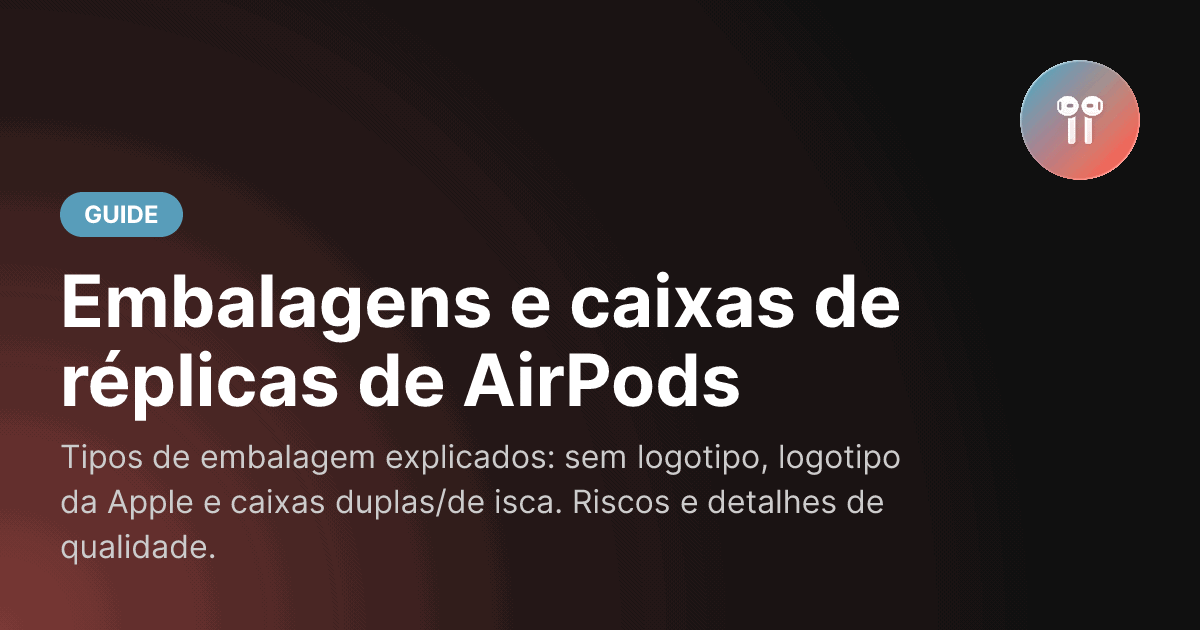 GUIDE
Embalagens e caixas de
réplicas de AirPods
Tipos de embalagem explicados: sem logotipo, logotipo
da Apple e caixas duplas/de isca. Riscos e detalhes de
qualidade.